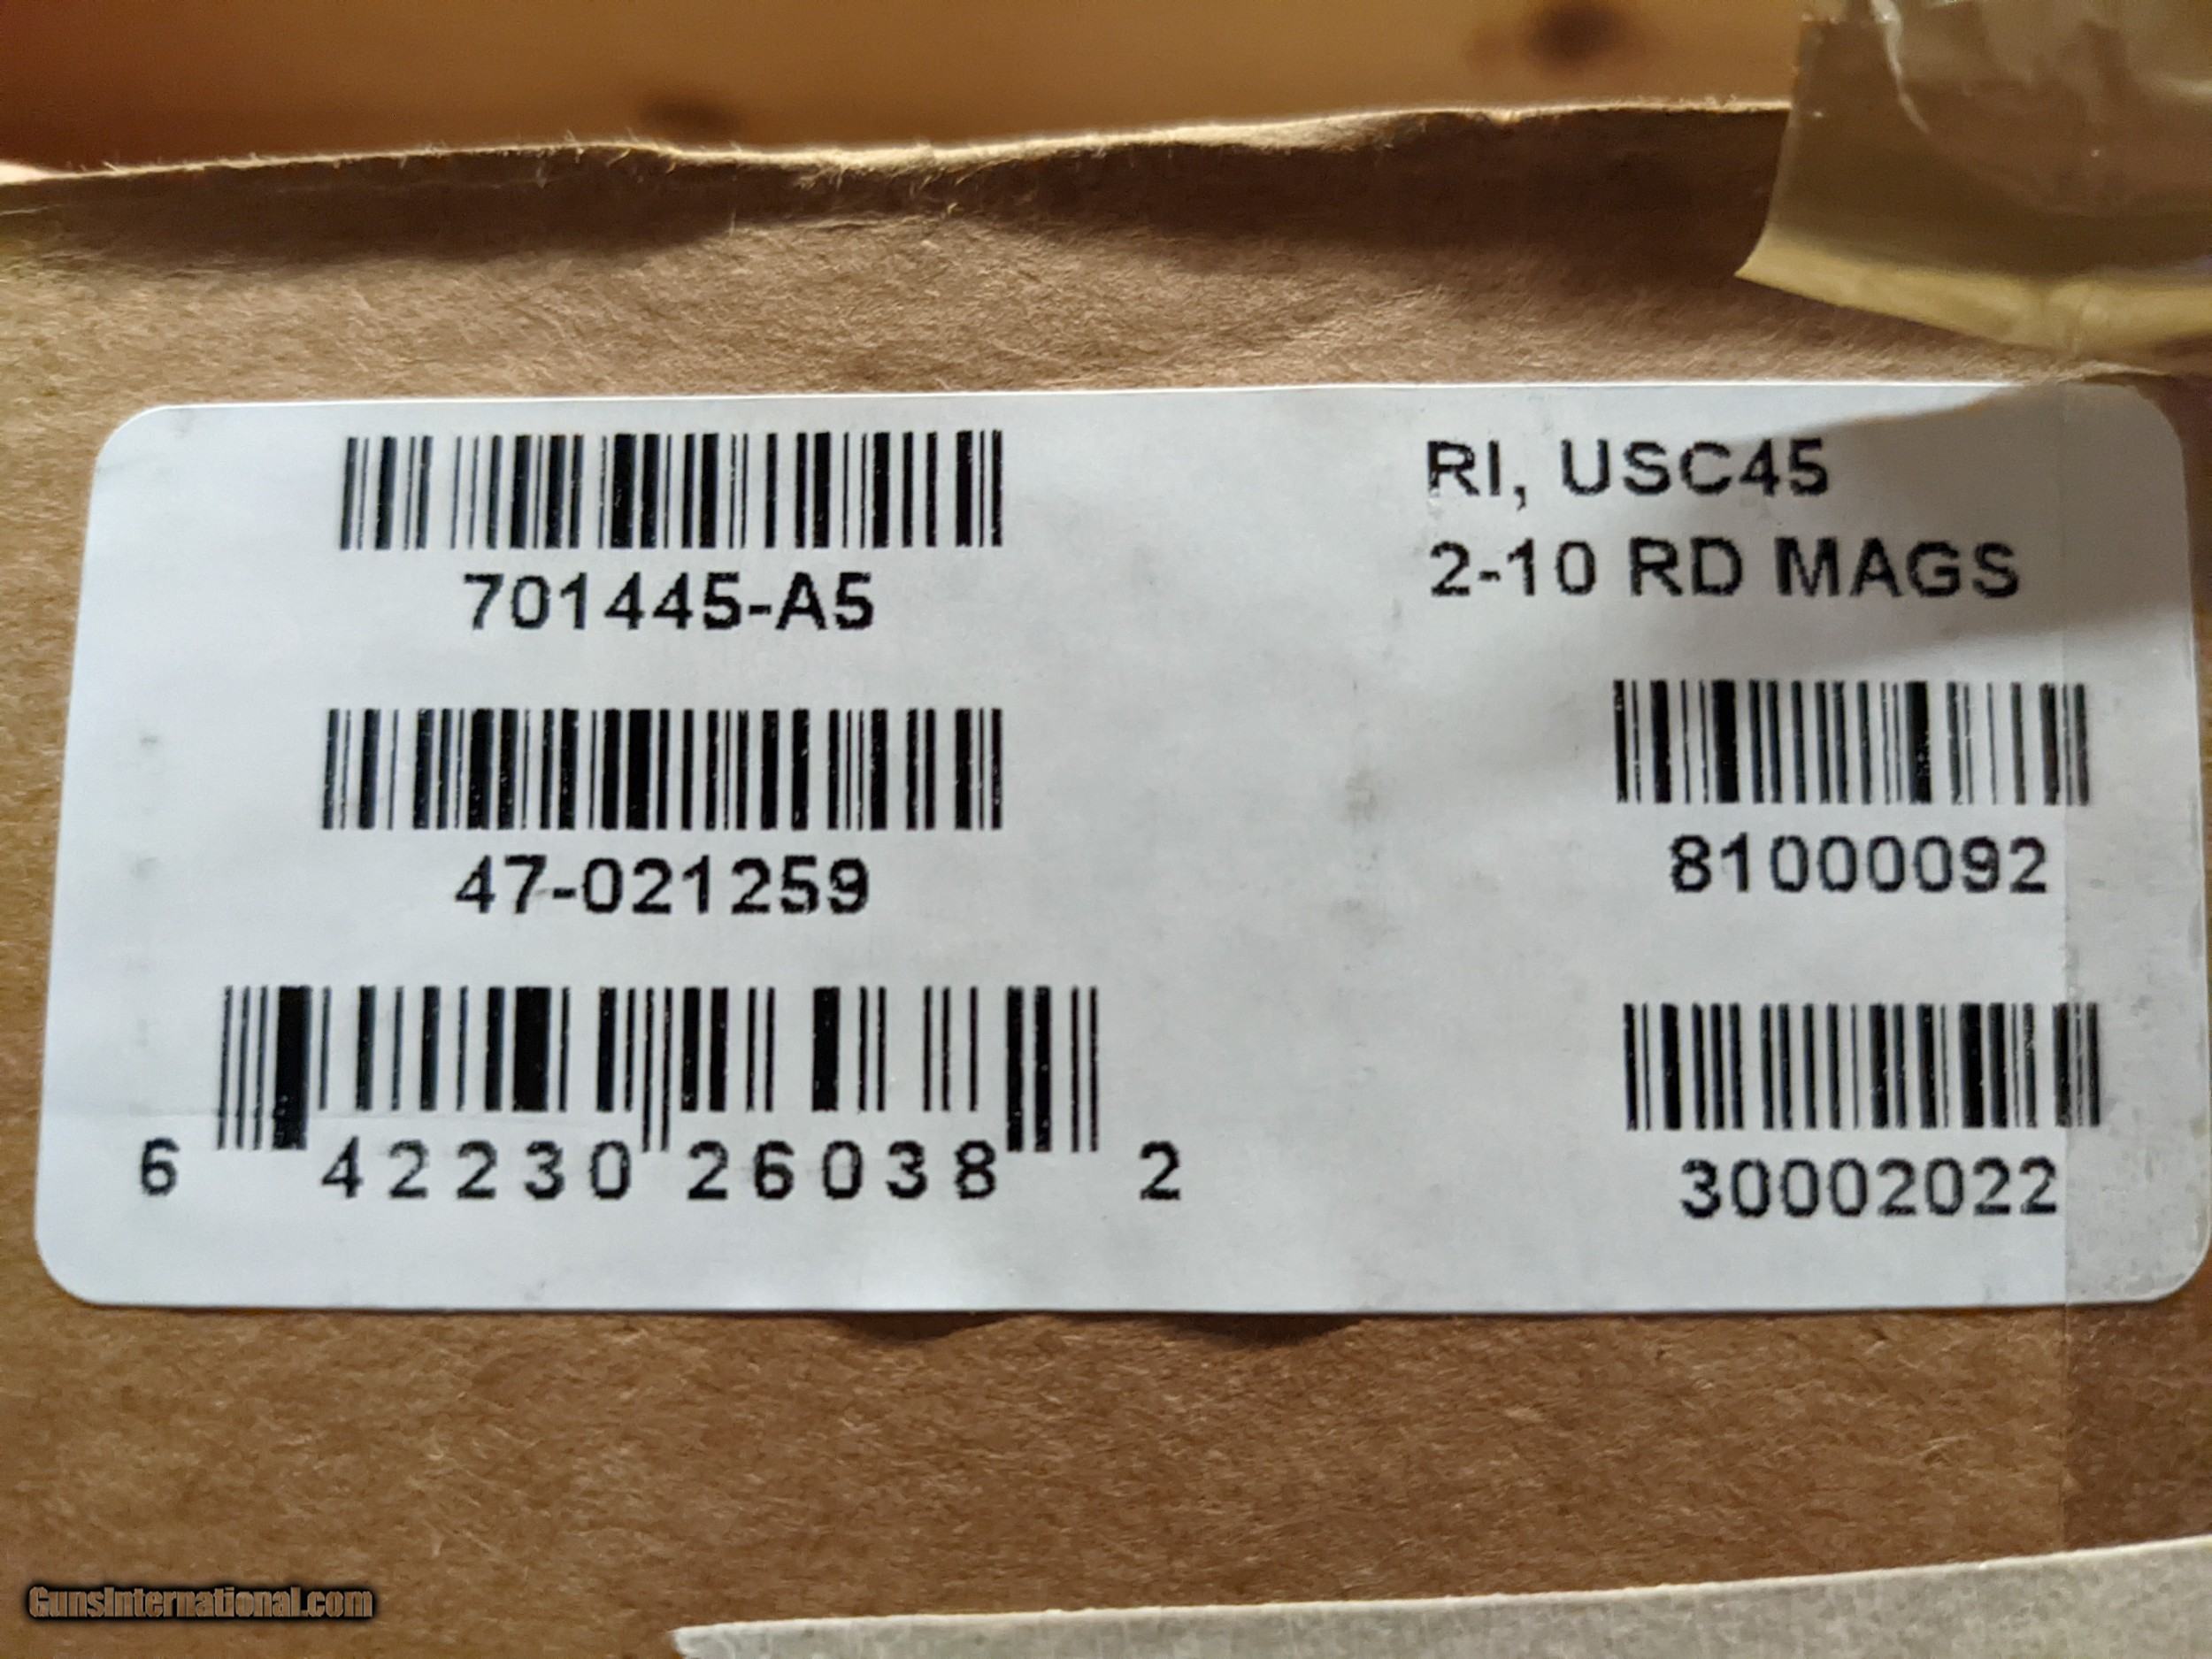 701445-A5
47-021259
6 42230 26038 2
RI, USC45
2-10 RD MAGS
81000092
30002022
GunsInternational.com